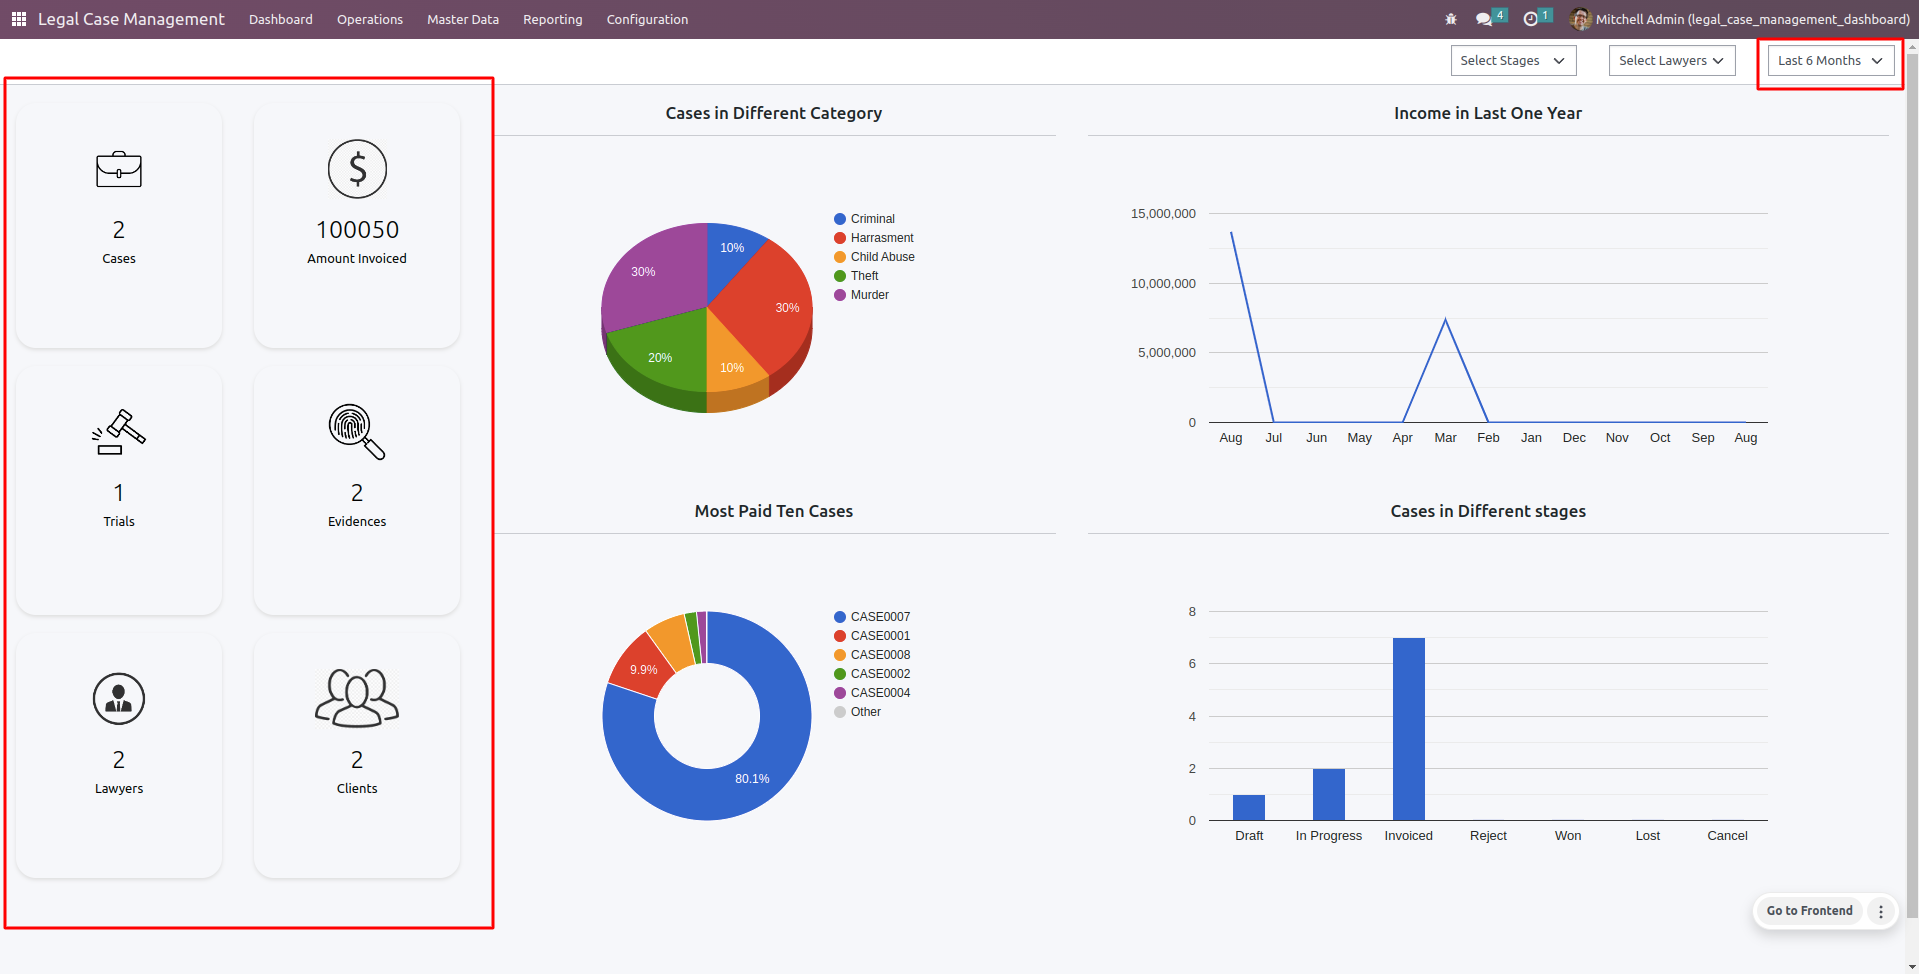 Legal Case Management Dashboard Operations Master Data Reporting Configuration 4 1 Mitchell Admin (legal_case_management_dashboard)
Select Stages Select Lawyers Last 6 Months
2
Cases
$
100050
Amount Invoiced
1
Trials
2
Evidences
2
Lawyers
2
Clients
Cases in Different Category
10%
30%
30%
20%
10%
Criminal
Harrasment
Child Abuse
Theft
Murder
Income in Last One Year
15,000,000
10,000,000
5,000,000
0
Aug Jul Jun May Apr Mar Feb Jan Dec Nov Oct Sep Aug
Most Paid Ten Cases
9.9%
80.1%
CASE0007
CASE0001
CASE0008
CASE0002
CASE0004
Other
Cases in Different stages
8
6
4
2
0
Draft In Progress Invoiced Reject Won Lost Cancel
Go to Frontend